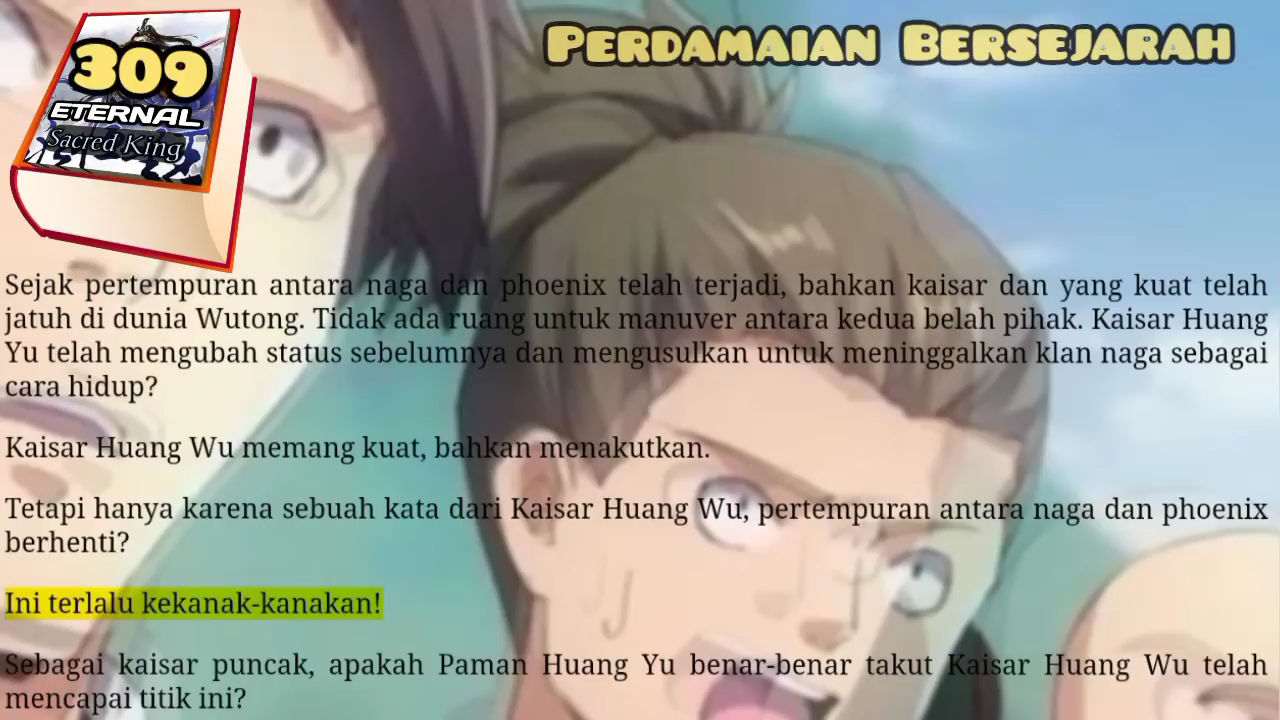 309
ETERNAL
Sacred King
PERDAMAIAN BERSEJARAH
Sejak pertempuran antara naga dan phoenix telah terjadi, bahkan kaisar dan yang kuat telah
jatuh di dunia Wutong. Tidak ada ruang untuk manuver antara kedua belah pihak. Kaisar Huang
Yu telah mengubah status sebelumnya dan mengusulkan untuk meninggalkan klan naga sebagai
cara hidup?
Kaisar Huang Wu memang kuat, bahkan menakutkan.
Tetapi hanya karena sebuah kata dari Kaisar Huang Wu, pertempuran antara naga dan phoenix
berhenti?
Ini terlalu kekanak-kanakan!
Sebagai kaisar puncak, apakah Paman Huang Yu benar-benar takut Kaisar Huang Wu telah
mencapai titik ini?